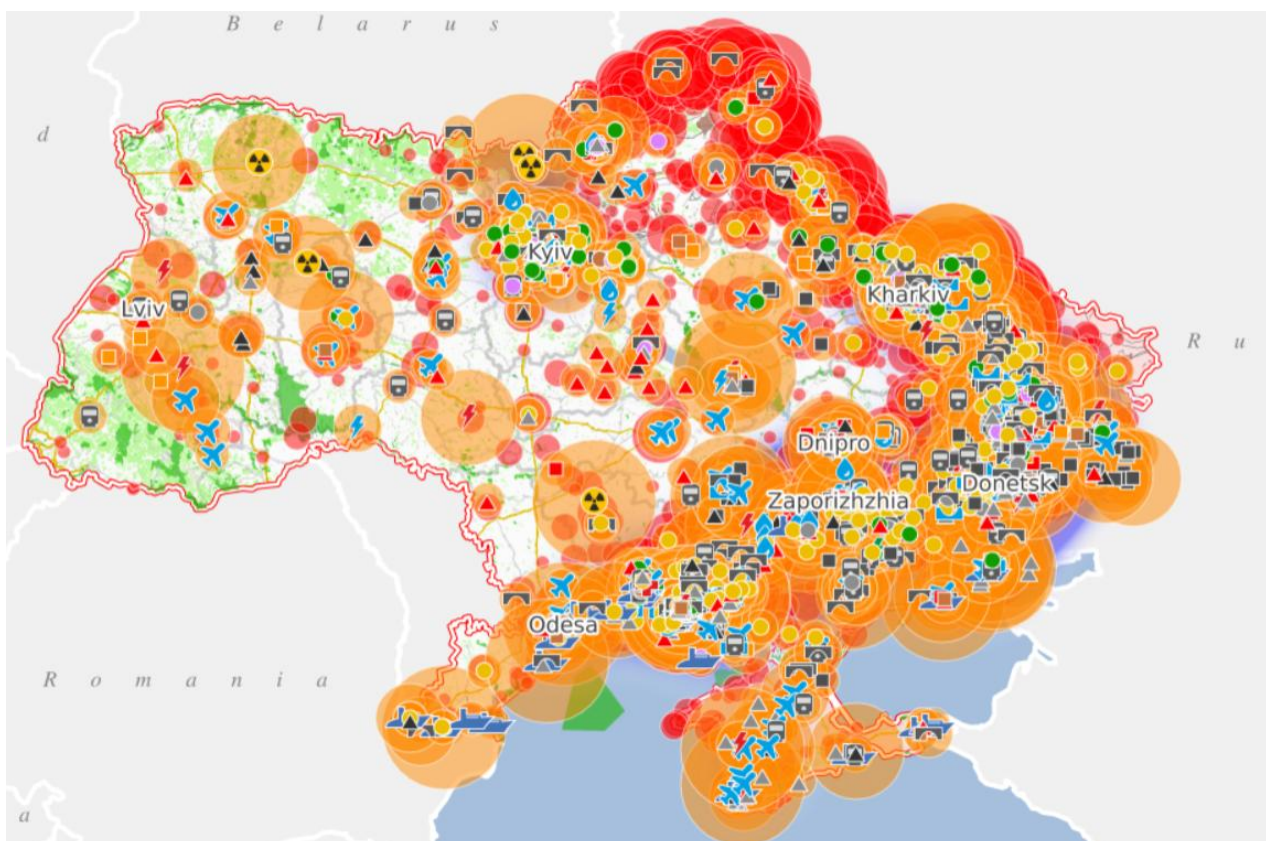 B e l a r u s
d
Kyiv
Lviv
Kharkiv
R u
Dnipro
Donetsk
Zaporizhzhia
Odesa
R o m a n i a
a